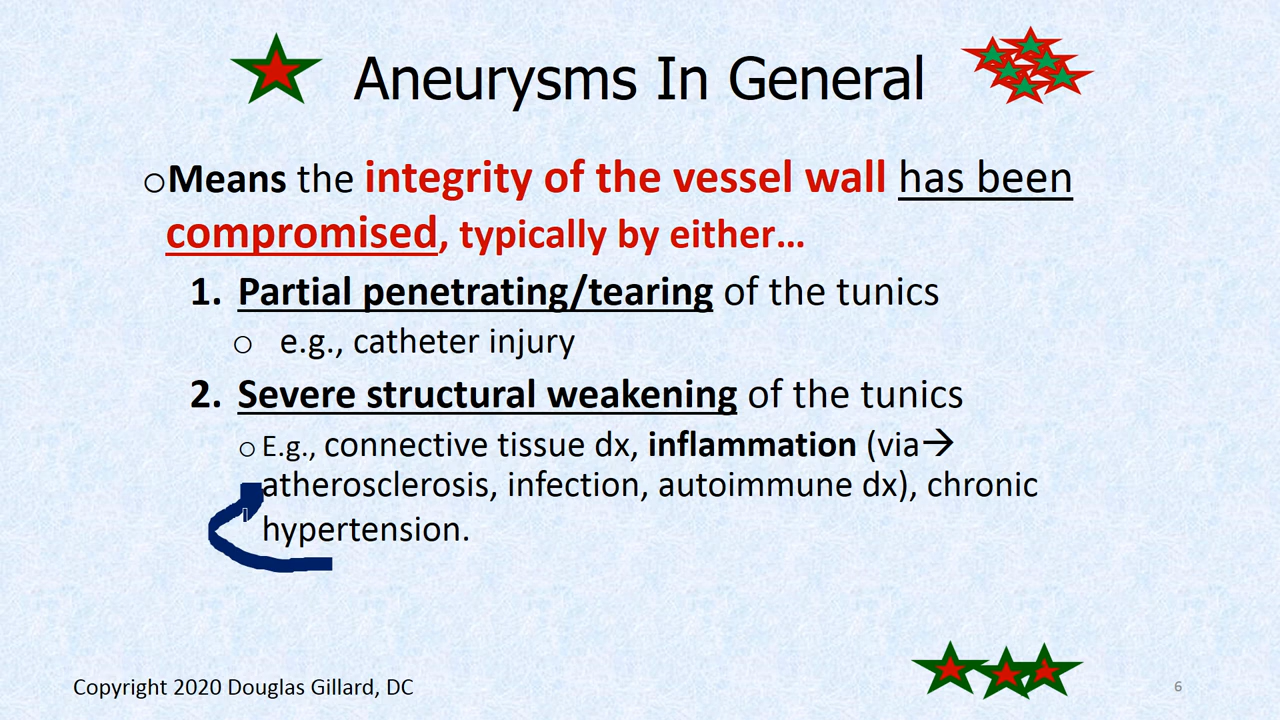 Aneurysms In General
○Means the integrity of the vessel wall has been
compromised, typically by either…
1. Partial penetrating/tearing of the tunics
○ e.g., catheter injury
2. Severe structural weakening of the tunics
○ E.g., connective tissue dx, inflammation (via→
atherosclerosis, infection, autoimmune dx), chronic
hypertension.
Copyright 2020 Douglas Gillard, DC
6